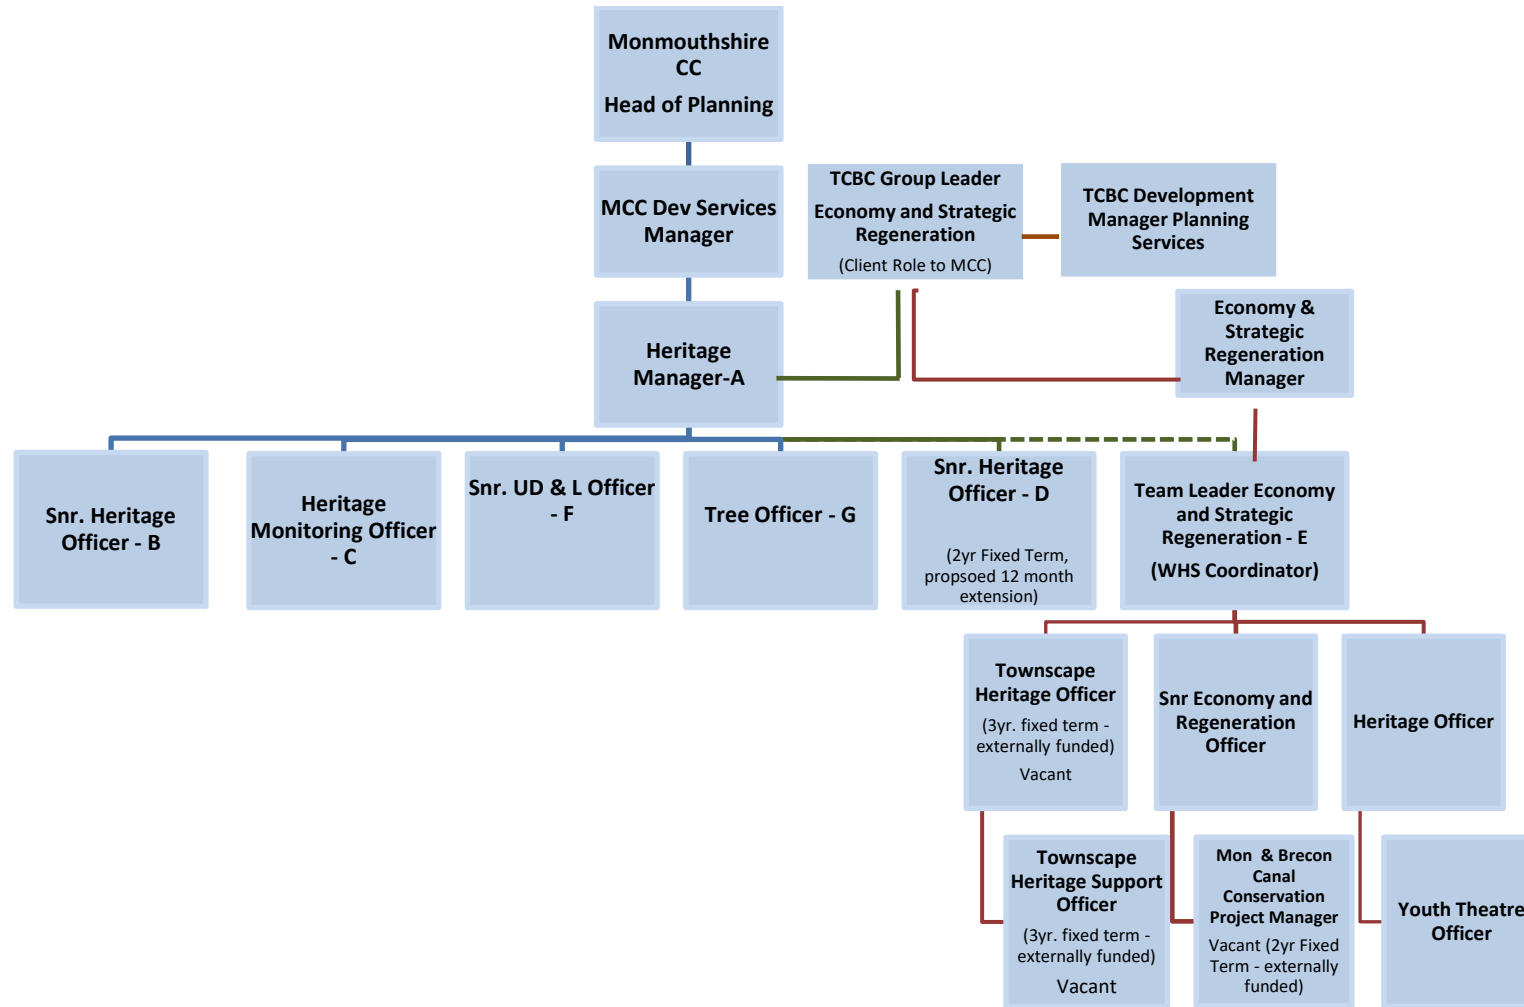 Monmouthshire
CC
Head of Planning
MCC Dev Services
Manager
TCBC Group Leader
Economy and Strategic
Regeneration
(Client Role to MCC)
TCBC Development
Manager Planning
Services
Heritage
Manager-A
Economy &
Strategic
Regeneration
Manager
Snr. Heritage
Officer - B
Heritage
Monitoring Officer
- C
Snr. UD & L Officer
- F
Tree Officer - G
Snr. Heritage
Officer - D
(2yr Fixed Term,
propsoed 12 month
extension)
Team Leader Economy
and Strategic
Regeneration - E
(WHS Coordinator)
Townscape
Heritage Officer
(3yr. fixed term -
externally funded)
Vacant
Snr Economy and
Regeneration
Officer
Heritage Officer
Townscape
Heritage Support
Officer
(3yr. fixed term -
externally funded)
Vacant
Mon & Brecon
Canal
Conservation
Project Manager
Vacant (2yr Fixed
Term - externally
funded)
Youth Theatre
Officer